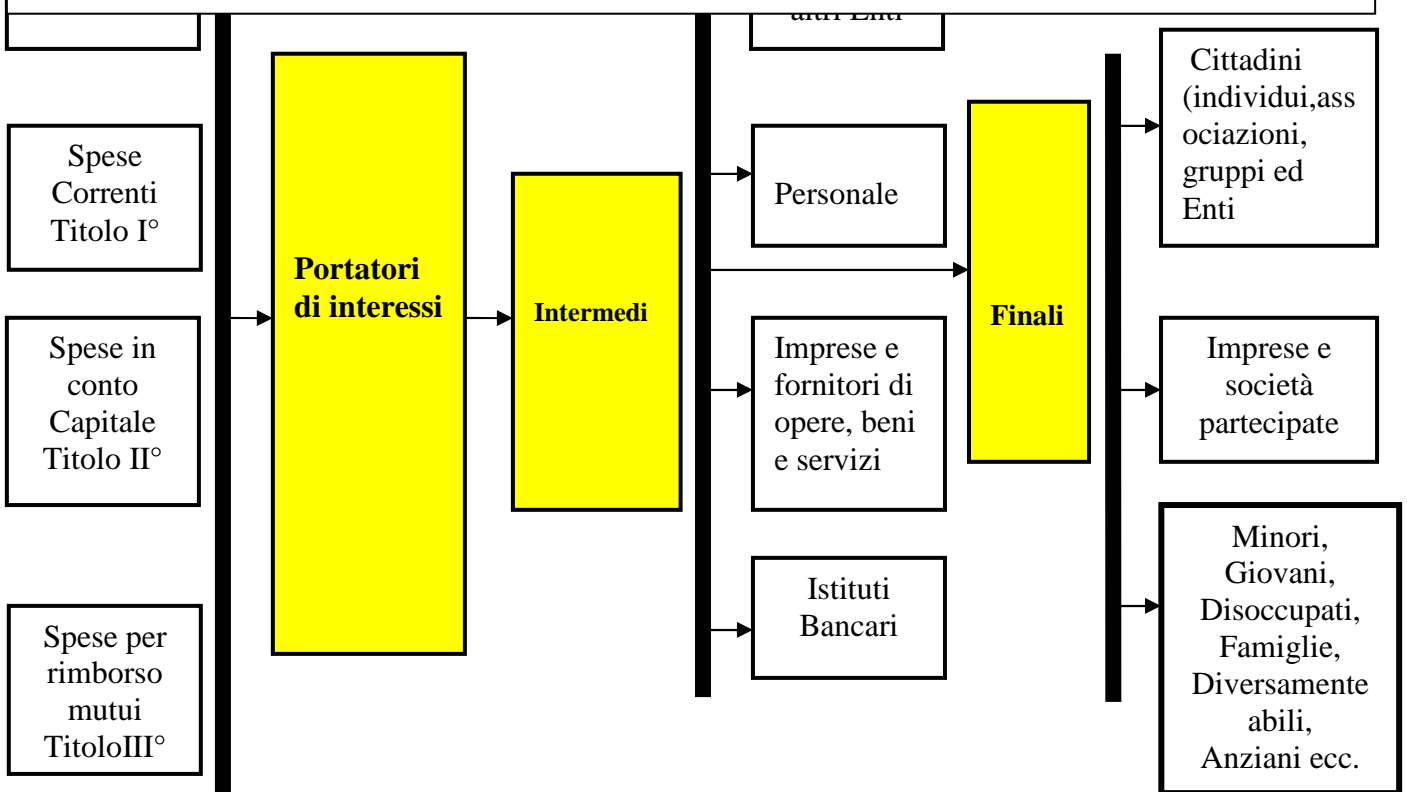 altri Enti
Spese
Correnti
Titolo I°
Spese in
conto
Capitale
Titolo II°
Spese per
rimborso
mutui
TitoloIII°
Portatori
di interessi
Intermedi
Personale
Imprese e
fornitori di
opere, beni
e servizi
Istituti
Bancari
Finali
Cittadini
(individui,ass
ociazioni,
gruppi ed
Enti
Imprese e
società
partecipate
Minori,
Giovani,
Disoccupati,
Famiglie,
Diversamente
abili,
Anziani ecc.